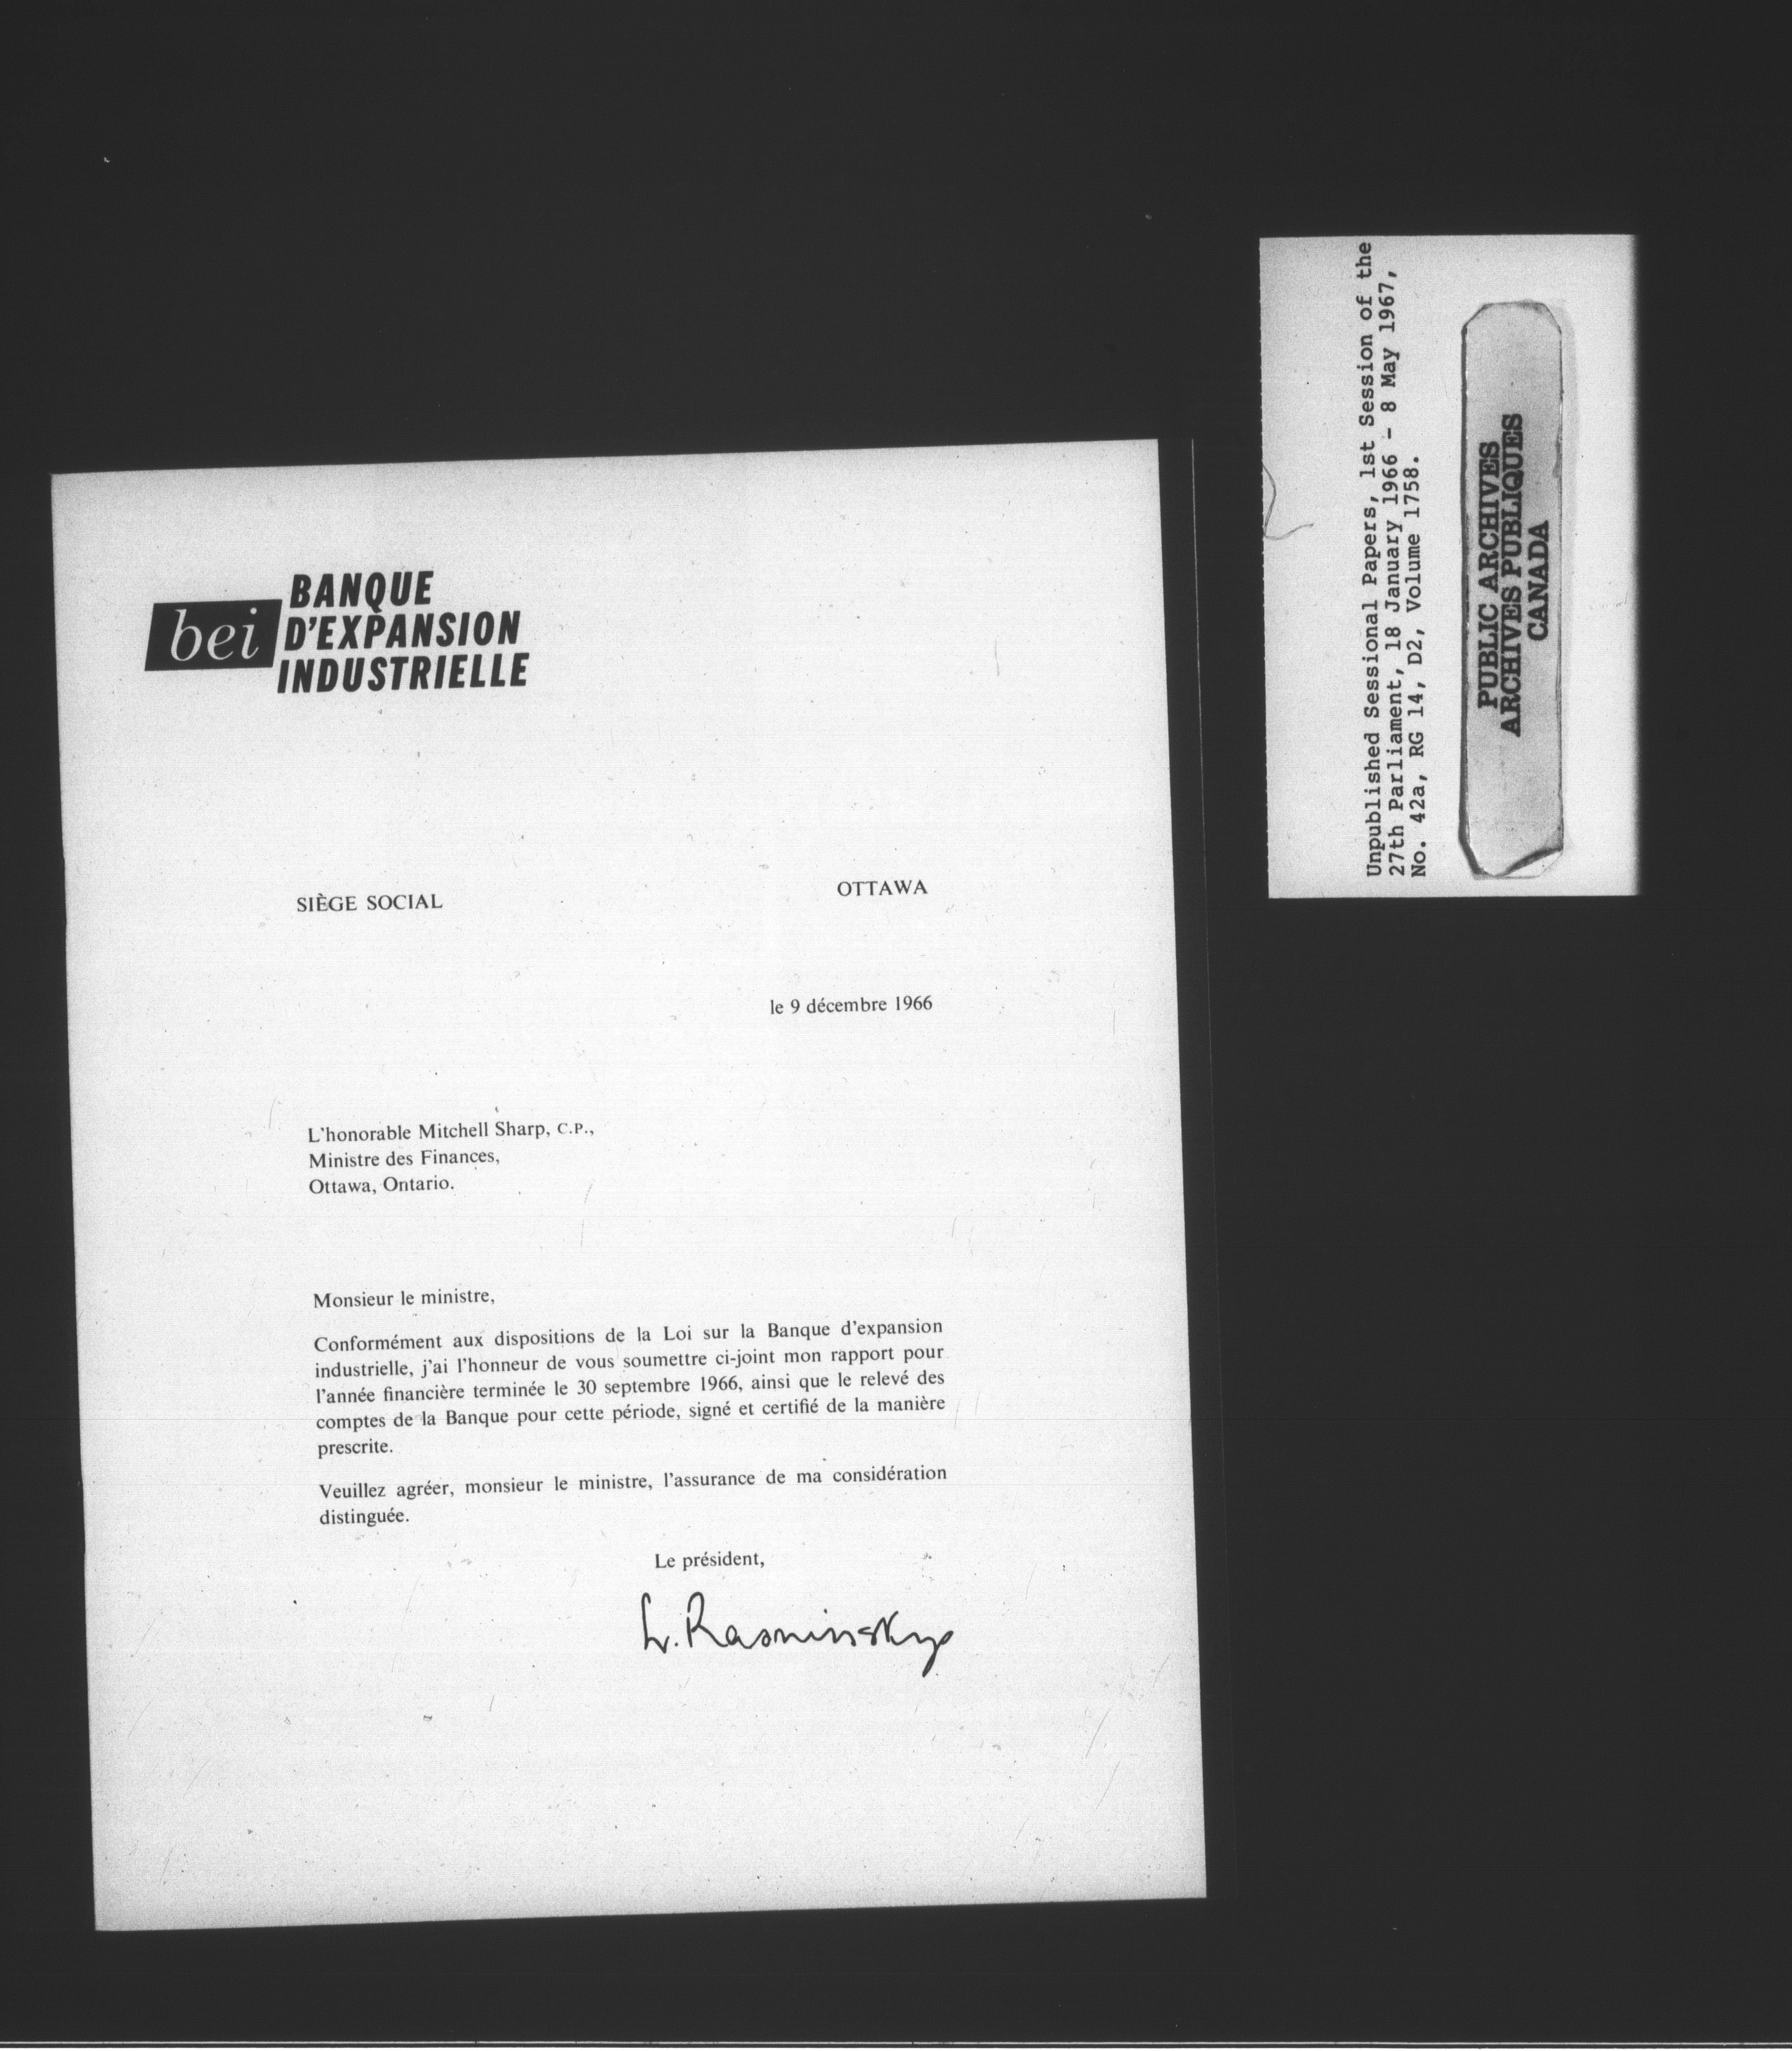 bei
BANQUE
D'EXPANSION
INDUSTRIELLE
SIÈGE SOCIAL
OTTAWA
le 9 décembre 1966
L'honorable Mitchell Sharp, C.P.,
Ministre des Finances,
Ottawa, Ontario.
Monsieur le ministre,
Conformément aux dispositions de la Loi sur la Banque d'expansion
industrielle, j'ai l'honneur de vous soumettre ci-joint mon rapport pour
l'année financière terminée le 30 septembre 1966, ainsi que le relevé des
comptes de la Banque pour cette période, signé et certifié de la manière
prescrite.
Veuillez agréer, monsieur le ministre, l'assurance de ma considération
distinguée.
Le président,
L. Rasminsky
Unpublished Sessional Papers, 1st Session of the
27th Parliament, 18 January 1966 - 8 May 1967,
No. 42a, RG 14, D2, Volume 1758.
PUBLIC ARCHIVES
ARCHIVES PUBLIQUES
CANADA